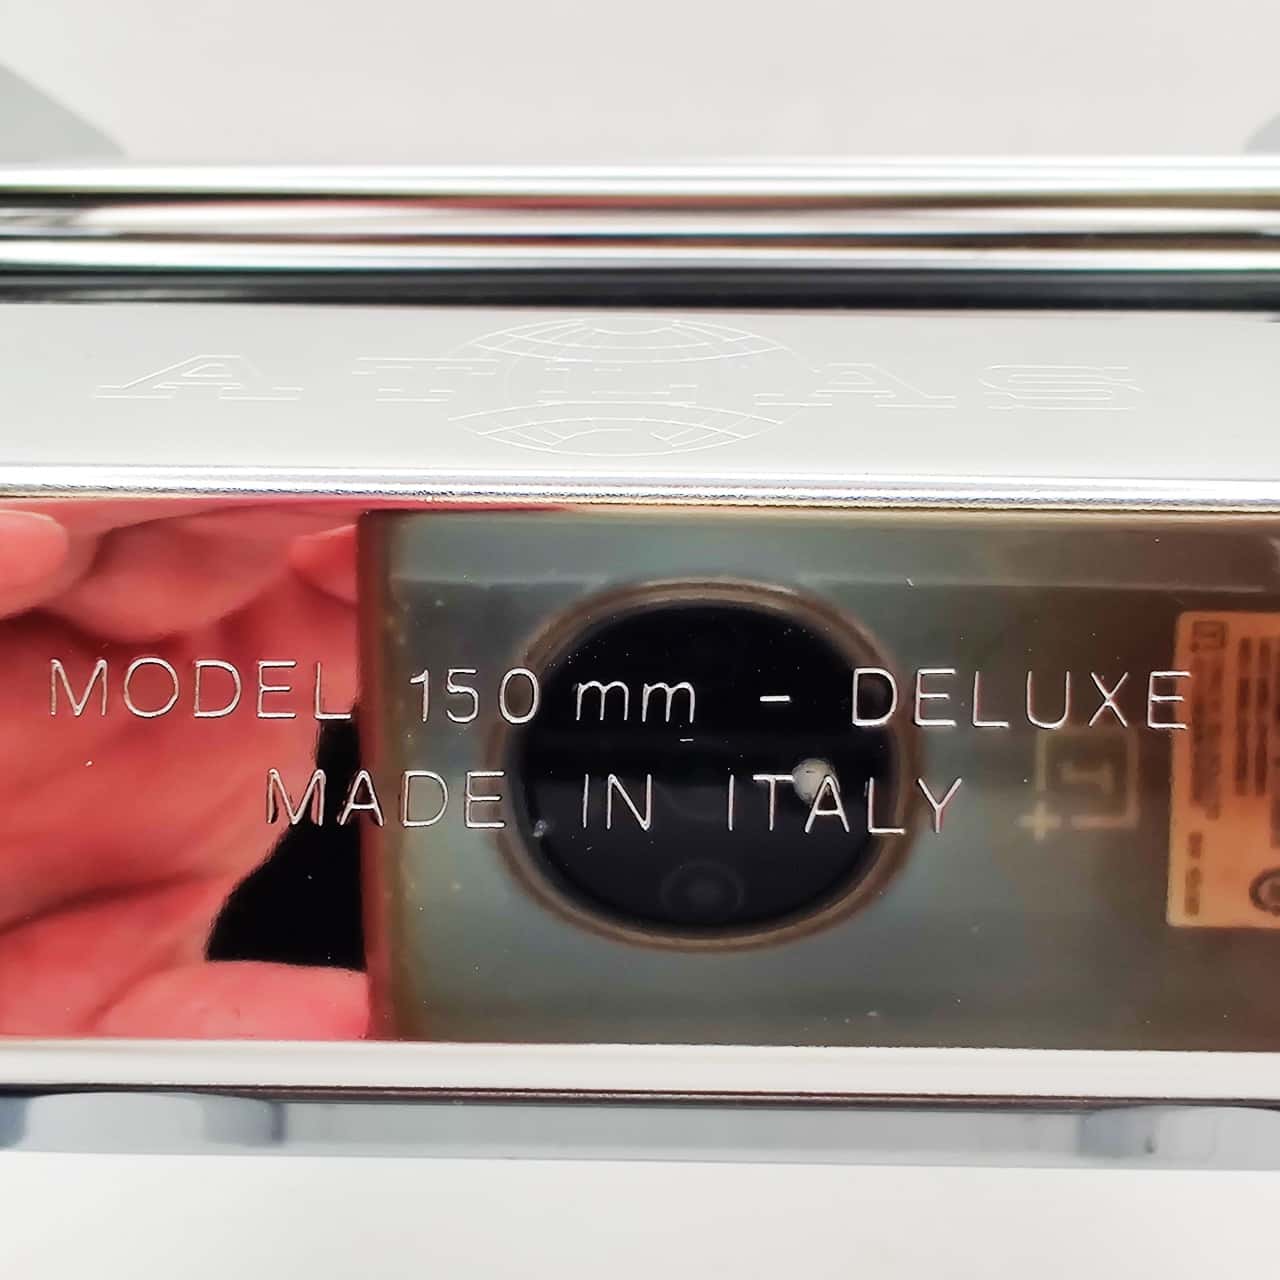 ATLAS
MODEL 150 mm - DELUXE
MADE IN ITALY